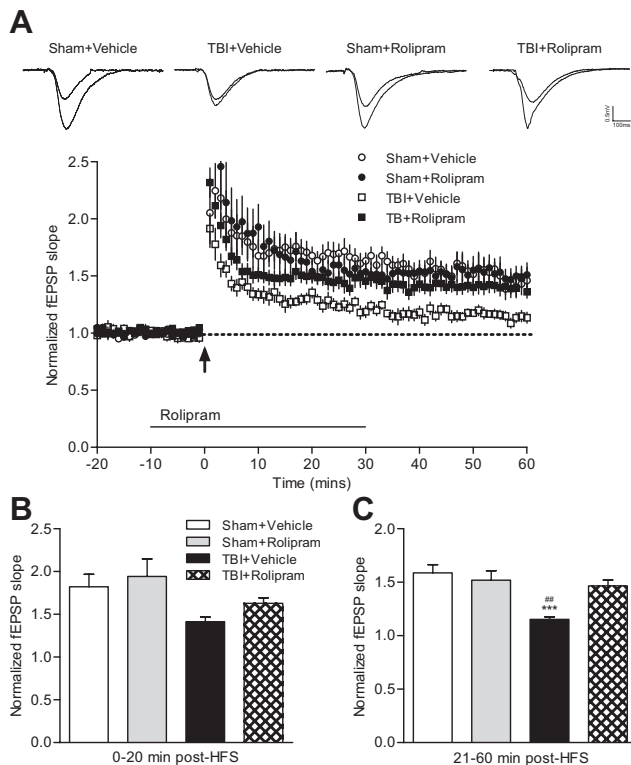 A
Sham+Vehicle TBI+Vehicle Sham+Rolipram TBI+Rolipram
0.5mV
100ms
Normalized fEPSP slope
2.5
2.0
1.5
1.0
0.5
0.0
Sham+Vehicle
Sham+Rolipram
TBI+Vehicle
TB+Rolipram
Rolipram
-20 -10 0 10 20 30 40 50 60
Time (mins)
B
Normalized fEPSP slope
2.5
2.0
1.5
1.0
0.5
0.0
Sham+Vehicle
Sham+Rolipram
TBI+Vehicle
TBI+Rolipram
0-20 min post-HFS
C
Normalized fEPSP slope
2.0
1.5
1.0
0.5
0.0
##
***
21-60 min post-HFS